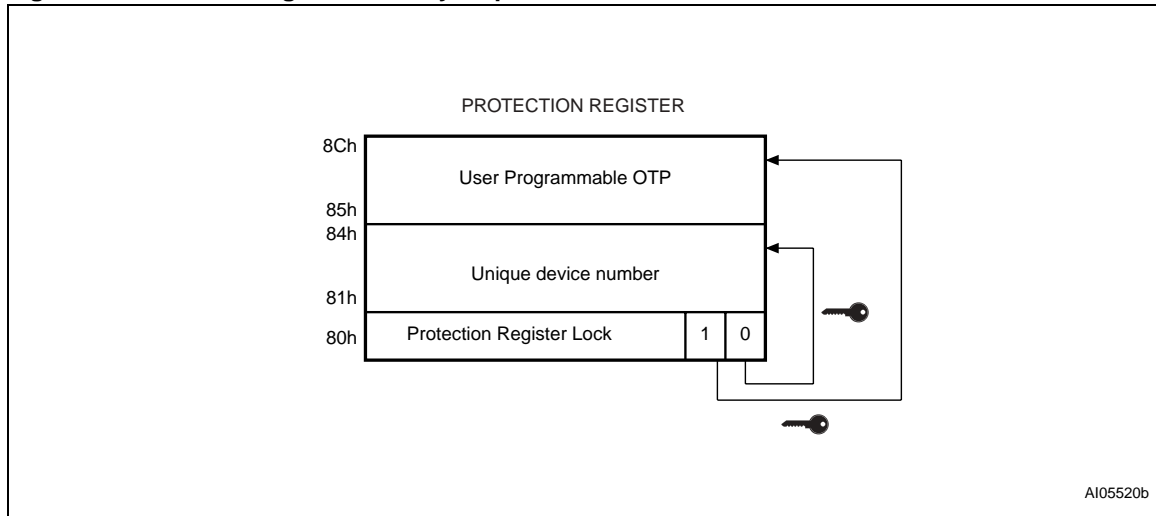 PROTECTION REGISTER
8Ch
User Programmable OTP
85h
84h
Unique device number
81h
80h
Protection Register Lock 1 0
AI05520b